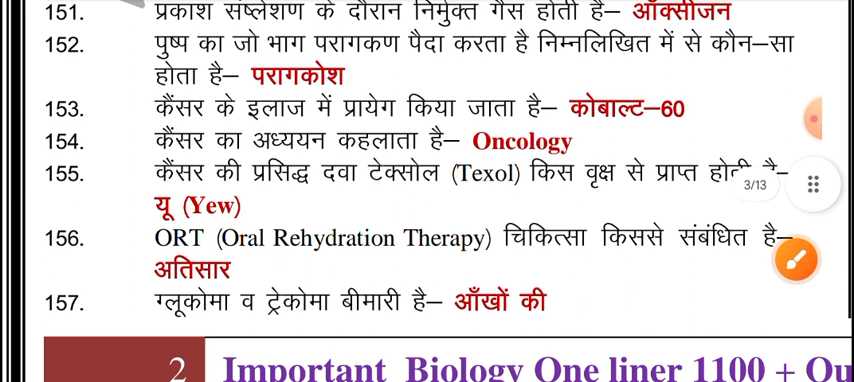 151. प्रकाश संष्लेशण के दौरान निर्मुक्त गैस होती है– ऑक्सीजन
152. पुष्प का जो भाग परागकण पैदा करता है निम्नलिखित में से कौन–सा
होता है– परागकोश
153. कैंसर के इलाज में प्रायेग किया जाता है– कोबाल्ट–60
154. कैंसर का अध्ययन कहलाता है– Oncology
155. कैंसर की प्रसिद्ध दवा टेक्सोल (Texol) किस वृक्ष से प्राप्त होती है–
3/13
यू (Yew)
156. ORT (Oral Rehydration Therapy) चिकित्सा किससे संबंधित है–
अतिसार
157. ग्लूकोमा व ट्रेकोमा बीमारी है– आँखों की
2 Important Biology One liner 1100 + Qu